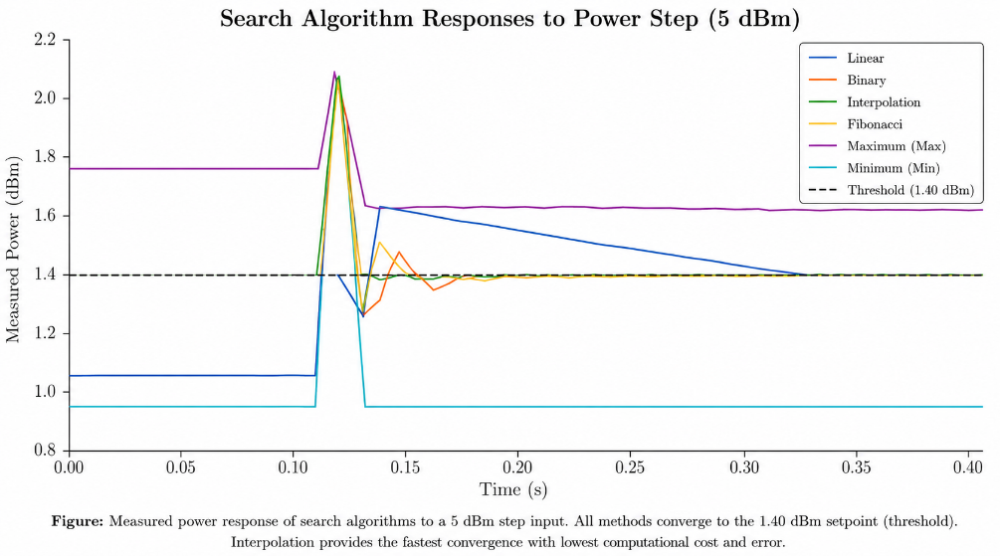 Search Algorithm Responses to Power Step (5 dBm)
2.2
2.0
1.8
1.6
1.4
1.2
1.0
0.8
Measured Power (dBm)
Linear
Binary
Interpolation
Fibonacci
Maximum (Max)
Minimum (Min)
Threshold (1.40 dBm)
0.00 0.05 0.10 0.15 0.20 0.25 0.30 0.35 0.40
Time (s)
Figure: Measured power response of search algorithms to a 5 dBm step input. All methods converge to the 1.40 dBm setpoint (threshold).
Interpolation provides the fastest convergence with lowest computational cost and error.